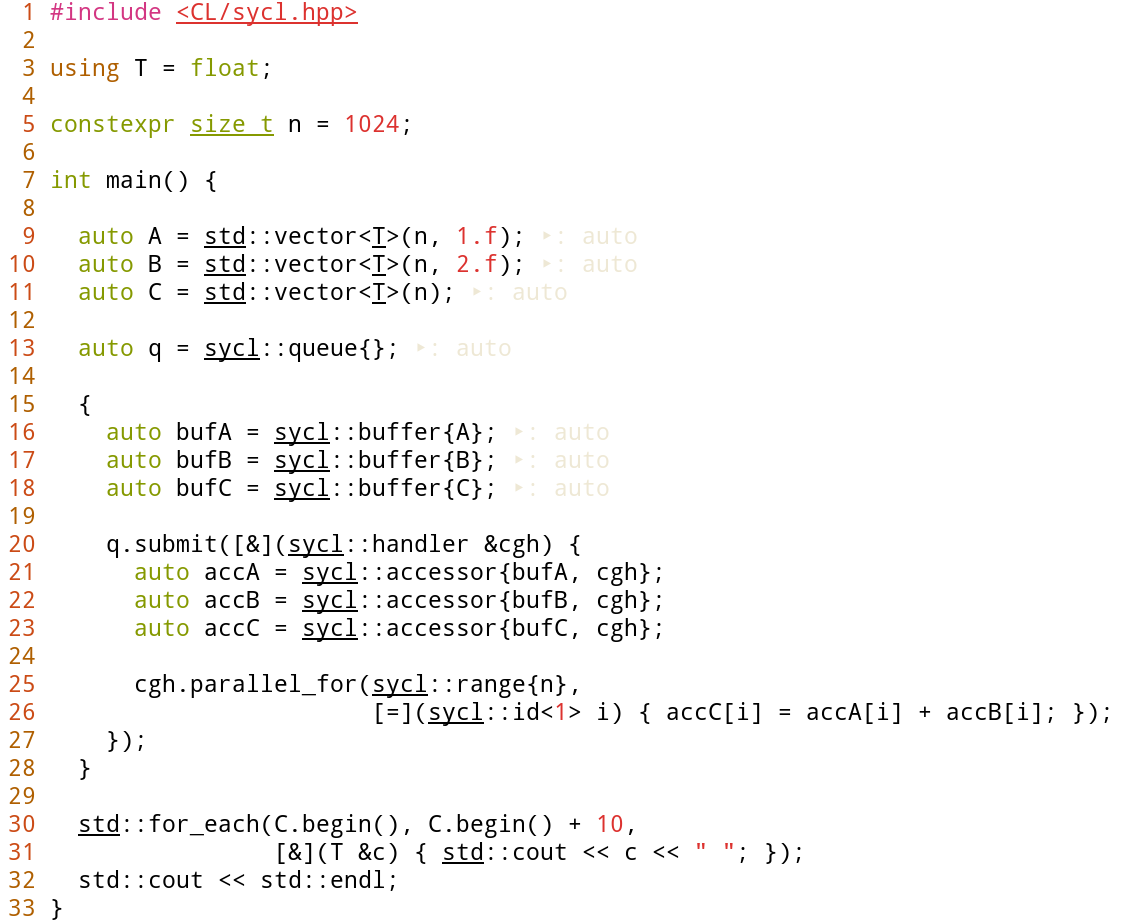 1 #include <CL/sycl.hpp>
2
3 using T = float;
4
5 constexpr size_t n = 1024;
6
7 int main() {
8
9   auto A = std::vector<T>(n, 1.f); ‣: auto
10   auto B = std::vector<T>(n, 2.f); ‣: auto
11   auto C = std::vector<T>(n); ‣: auto
12
13   auto q = sycl::queue{}; ‣: auto
14
15   {
16     auto bufA = sycl::buffer{A}; ‣: auto
17     auto bufB = sycl::buffer{B}; ‣: auto
18     auto bufC = sycl::buffer{C}; ‣: auto
19
20     q.submit([&](sycl::handler &cgh) {
21       auto accA = sycl::accessor{bufA, cgh};
22       auto accB = sycl::accessor{bufB, cgh};
23       auto accC = sycl::accessor{bufC, cgh};
24
25       cgh.parallel_for(sycl::range{n},
26                        [=](sycl::id<1> i) { accC[i] = accA[i] + accB[i]; });
27     });
28   }
29
30   std::for_each(C.begin(), C.begin() + 10,
31                 [&](T &c) { std::cout << c << " "; });
32   std::cout << std::endl;
33 }